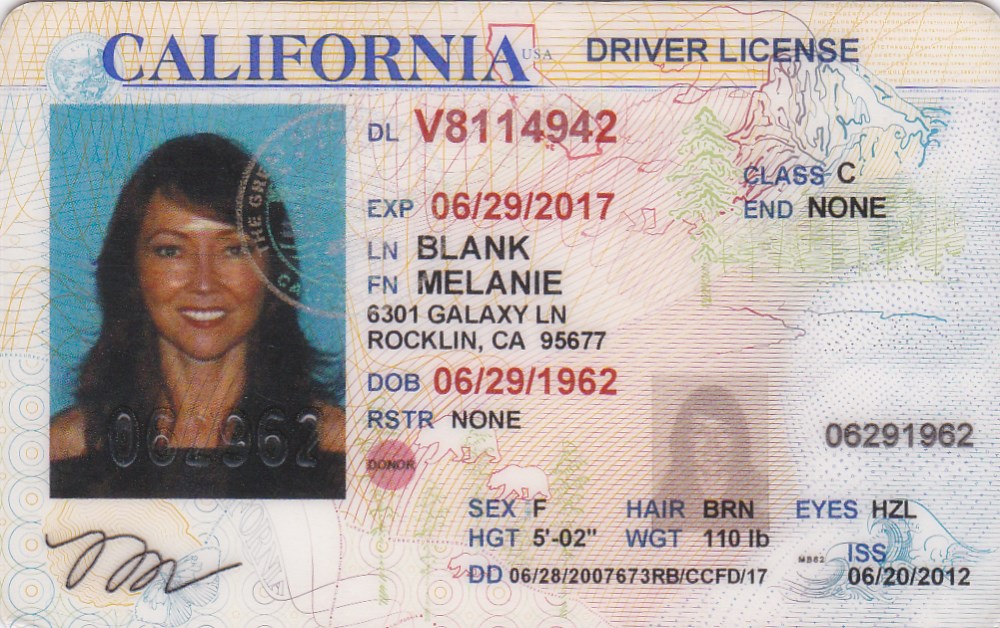 CALIFORNIA USA DRIVER LICENSE
DL V8114942
CLASS C
EXP 06/29/2017
END NONE
LN BLANK
FN MELANIE
6301 GALAXY LN
ROCKLIN, CA 95677
DOB 06/29/1962
RSTR NONE
062962
06291962
DONOR
SEX F HAIR BRN EYES HZL
HGT 5'-02" WGT 110 lb
ISS
DD 06/28/2007673RB/CCFD/17
06/20/2012